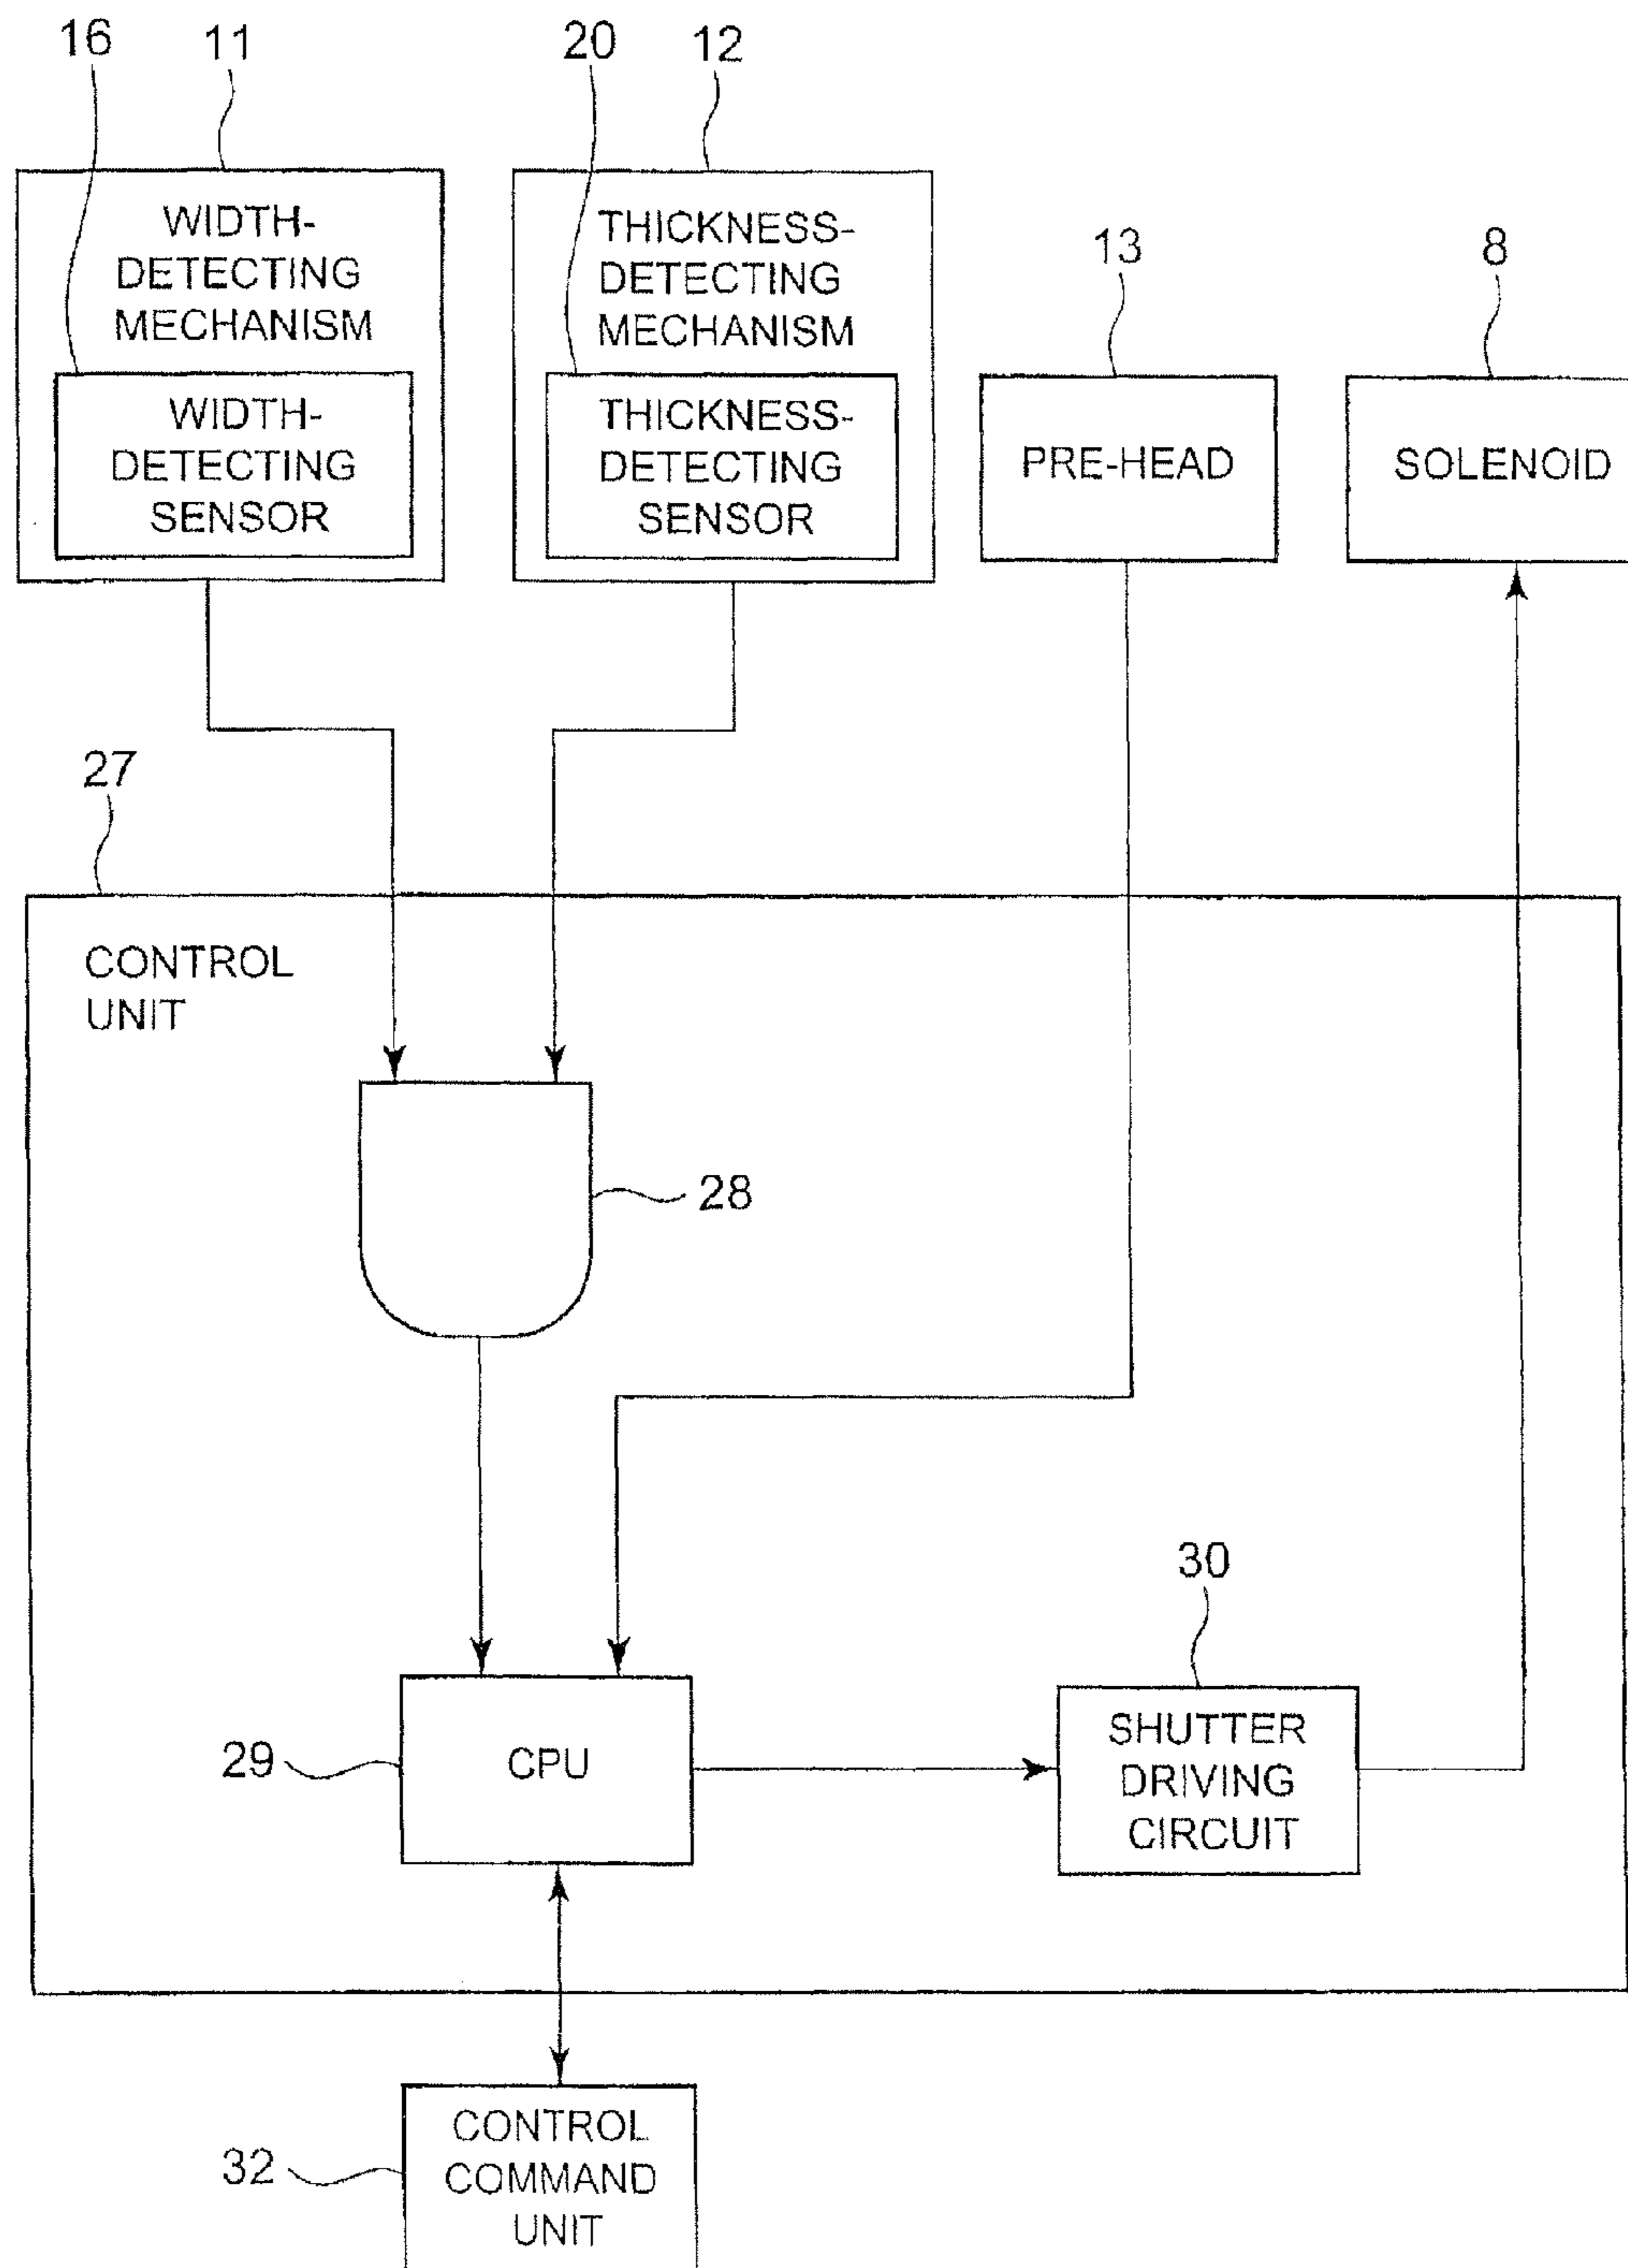 16
11
20
12
WIDTH-
DETECTING
MECHANISM
THICKNESS-
DETECTING
MECHANISM
13
8
WIDTH-
DETECTING
SENSOR
THICKNESS-
DETECTING
SENSOR
PRE-HEAD
SOLENOID
27
CONTROL
UNIT
28
30
29
CPU
SHUTTER
DRIVING
CIRCUIT
32
CONTROL
COMMAND
UNIT